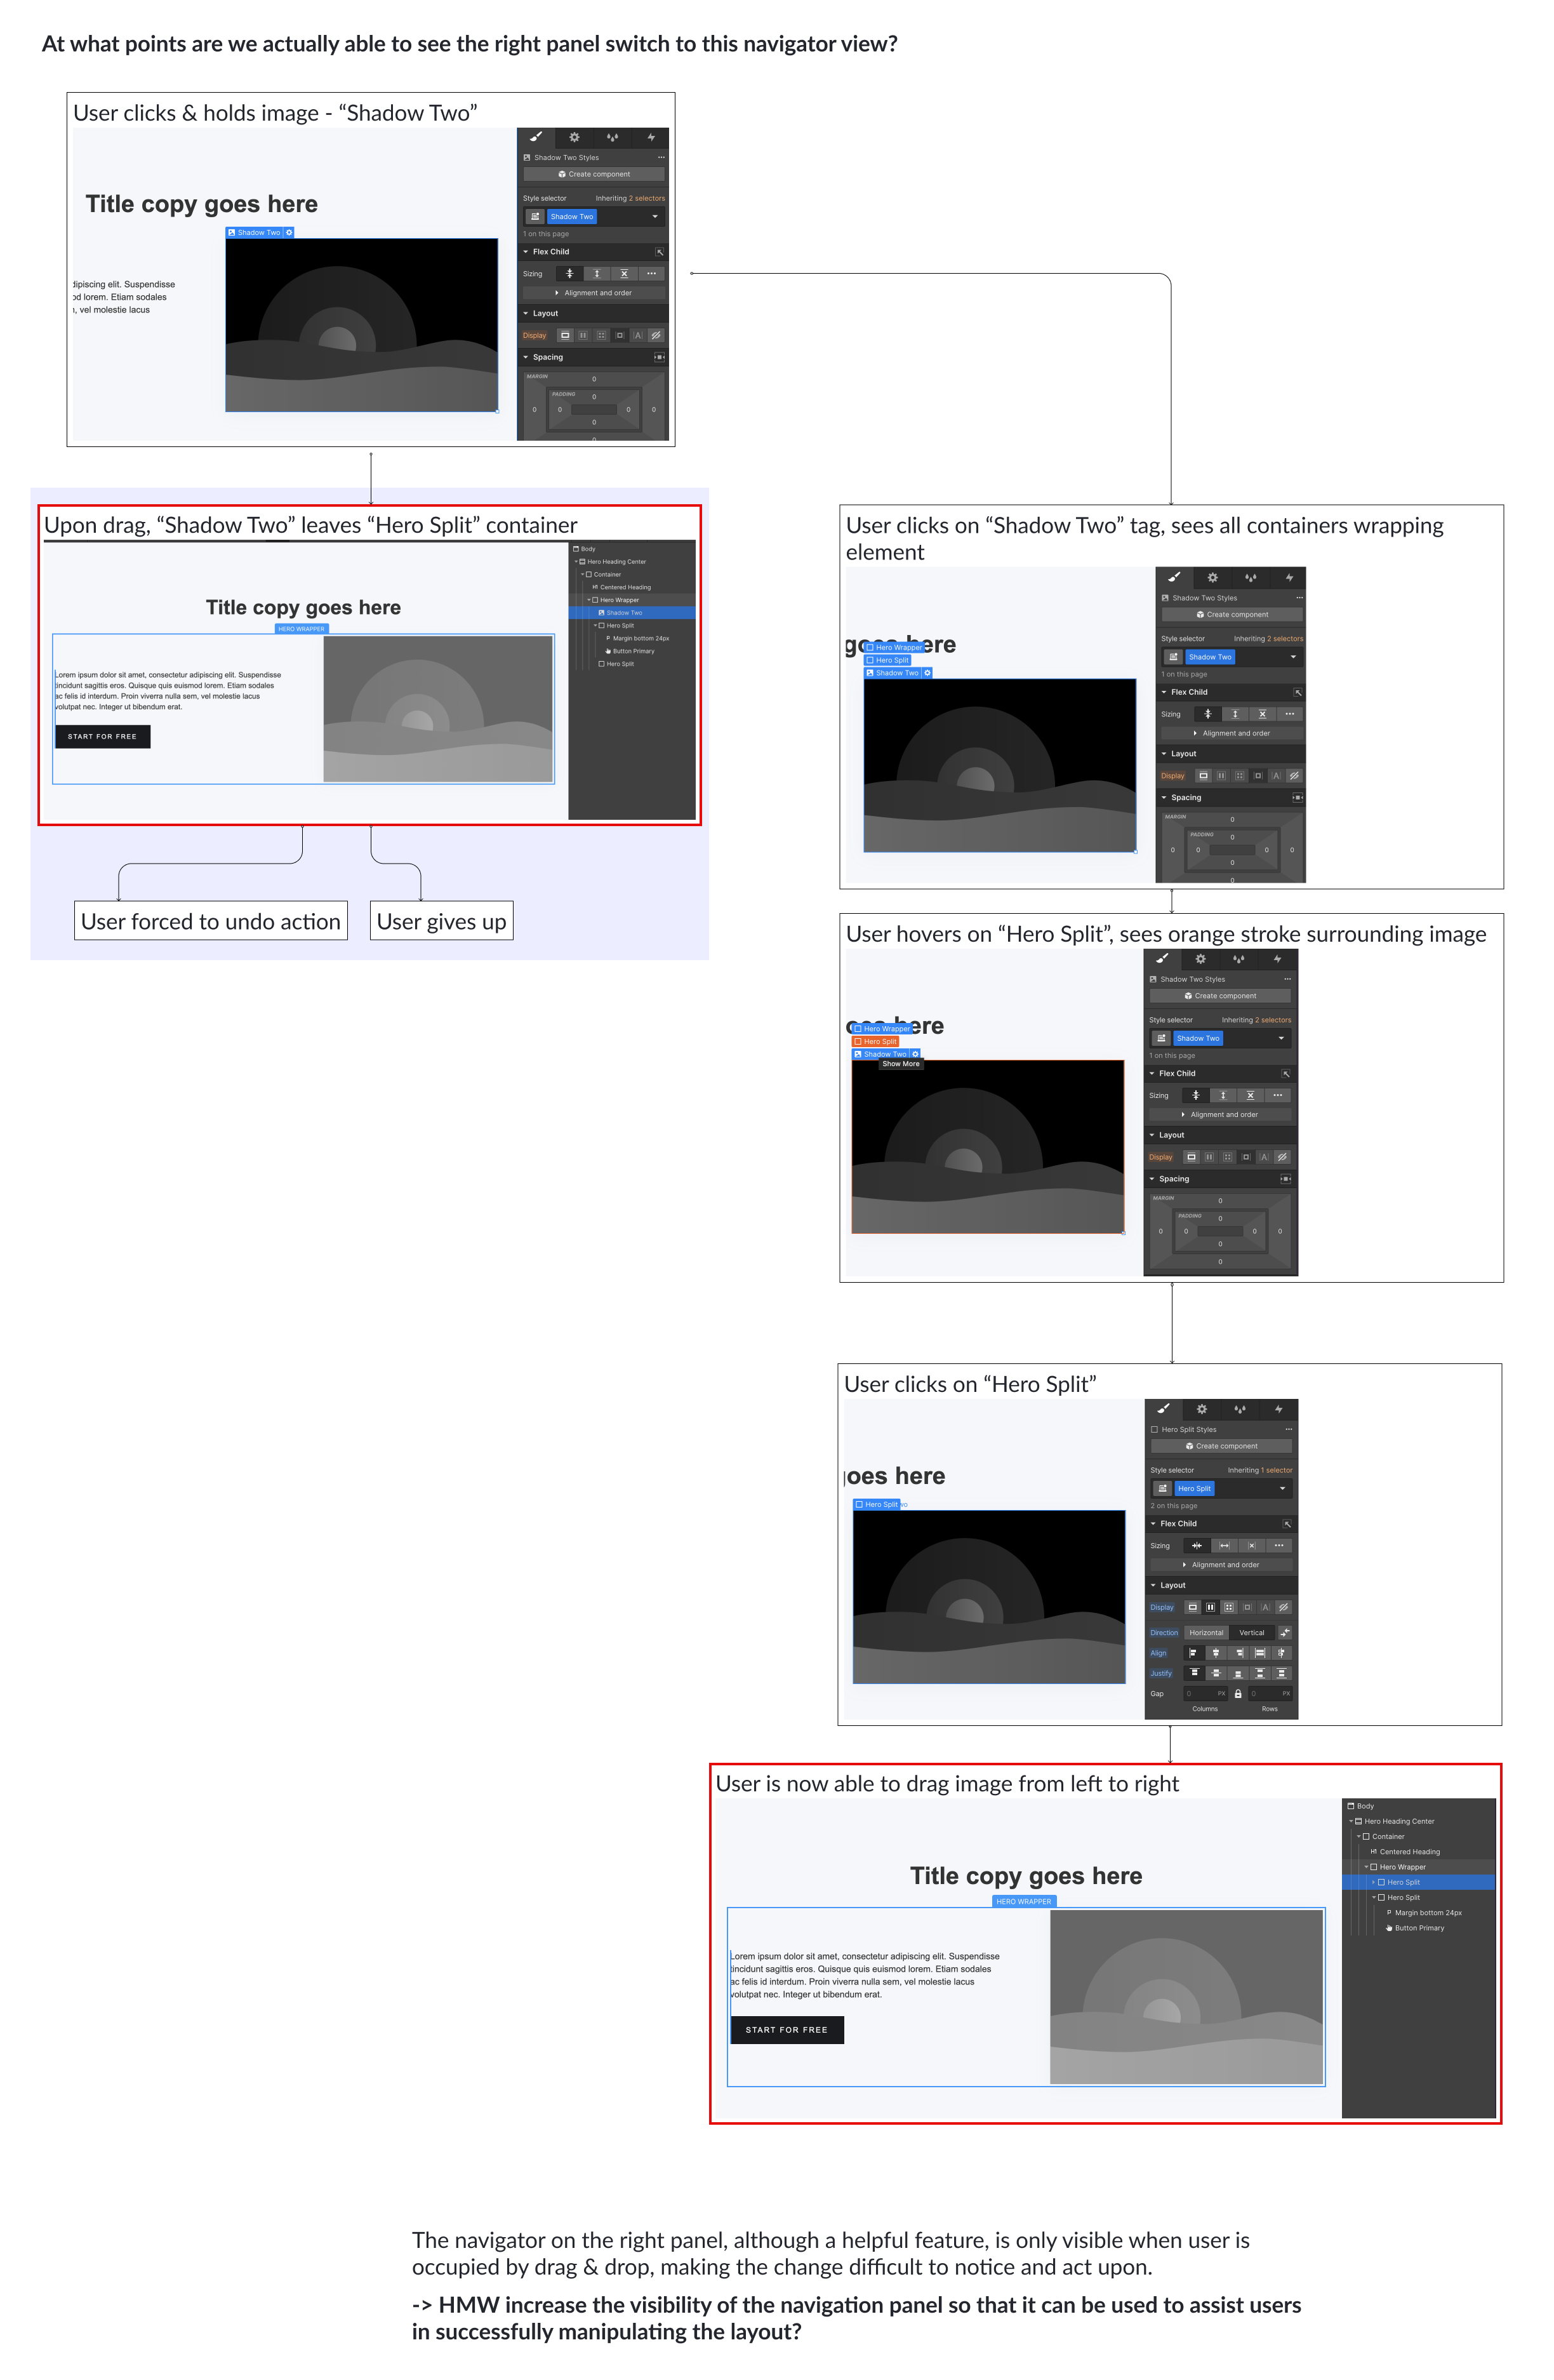 At what points are we actually able to see the right panel switch to this navigator view?
User clicks & holds image - “Shadow Two”
Title copy goes here
Shadow Two
dipiscing elit. Suspendisse
od lorem. Etiam sodales
, vel molestie lacus
Shadow Two Styles
Create component
Style selector
Inheriting 2 selectors
Shadow Two
1 on this page
Flex Child
Sizing
Alignment and order
Layout
Display
Spacing
MARGIN
0
PADDING
0
0 0 0 0
0
0
Upon drag, “Shadow Two” leaves “Hero Split” container
Title copy goes here
HERO WRAPPER
Lorem ipsum dolor sit amet, consectetur adipiscing elit. Suspendisse
tincidunt sagittis eros. Quisque quis euismod lorem. Etiam sodales
ac felis id interdum. Proin viverra nulla sem, vel molestie lacus
volutpat nec. Integer ut bibendum erat.
START FOR FREE
Body
Hero Heading Center
Container
H1 Centered Heading
Hero Wrapper
Shadow Two
Hero Split
P Margin bottom 24px
Button Primary
Hero Split
User forced to undo action
User gives up
User clicks on “Shadow Two” tag, sees all containers wrapping
element
goes here
Hero Wrapper
Hero Split
Shadow Two
Shadow Two Styles
Create component
Style selector
Inheriting 2 selectors
Shadow Two
1 on this page
Flex Child
Sizing
Alignment and order
Layout
Display
Spacing
MARGIN
0
PADDING
0
0 0 0 0
0
0
User hovers on “Hero Split”, sees orange stroke surrounding image
oes here
Hero Wrapper
Hero Split
Shadow Two
Show More
Shadow Two Styles
Create component
Style selector
Inheriting 2 selectors
Shadow Two
1 on this page
Flex Child
Sizing
Alignment and order
Layout
Display
Spacing
MARGIN
0
PADDING
0
0 0 0 0
0
0
User clicks on “Hero Split”
goes here
Hero Split wo
Hero Split Styles
Create component
Style selector
Inheriting 1 selector
Hero Split
2 on this page
Flex Child
Sizing
Alignment and order
Layout
Display
Direction Horizontal Vertical
Align
Justify
Gap 0 PX 0 PX
Columns Rows
User is now able to drag image from left to right
Title copy goes here
HERO WRAPPER
Lorem ipsum dolor sit amet, consectetur adipiscing elit. Suspendisse
tincidunt sagittis eros. Quisque quis euismod lorem. Etiam sodales
ac felis id interdum. Proin viverra nulla sem, vel molestie lacus
volutpat nec. Integer ut bibendum erat.
START FOR FREE
Body
Hero Heading Center
Container
H1 Centered Heading
Hero Wrapper
Hero Split
Hero Split
P Margin bottom 24px
Button Primary
The navigator on the right panel, although a helpful feature, is only visible when user is
occupied by drag & drop, making the change difficult to notice and act upon.
-> HMW increase the visibility of the navigation panel so that it can be used to assist users
in successfully manipulating the layout?